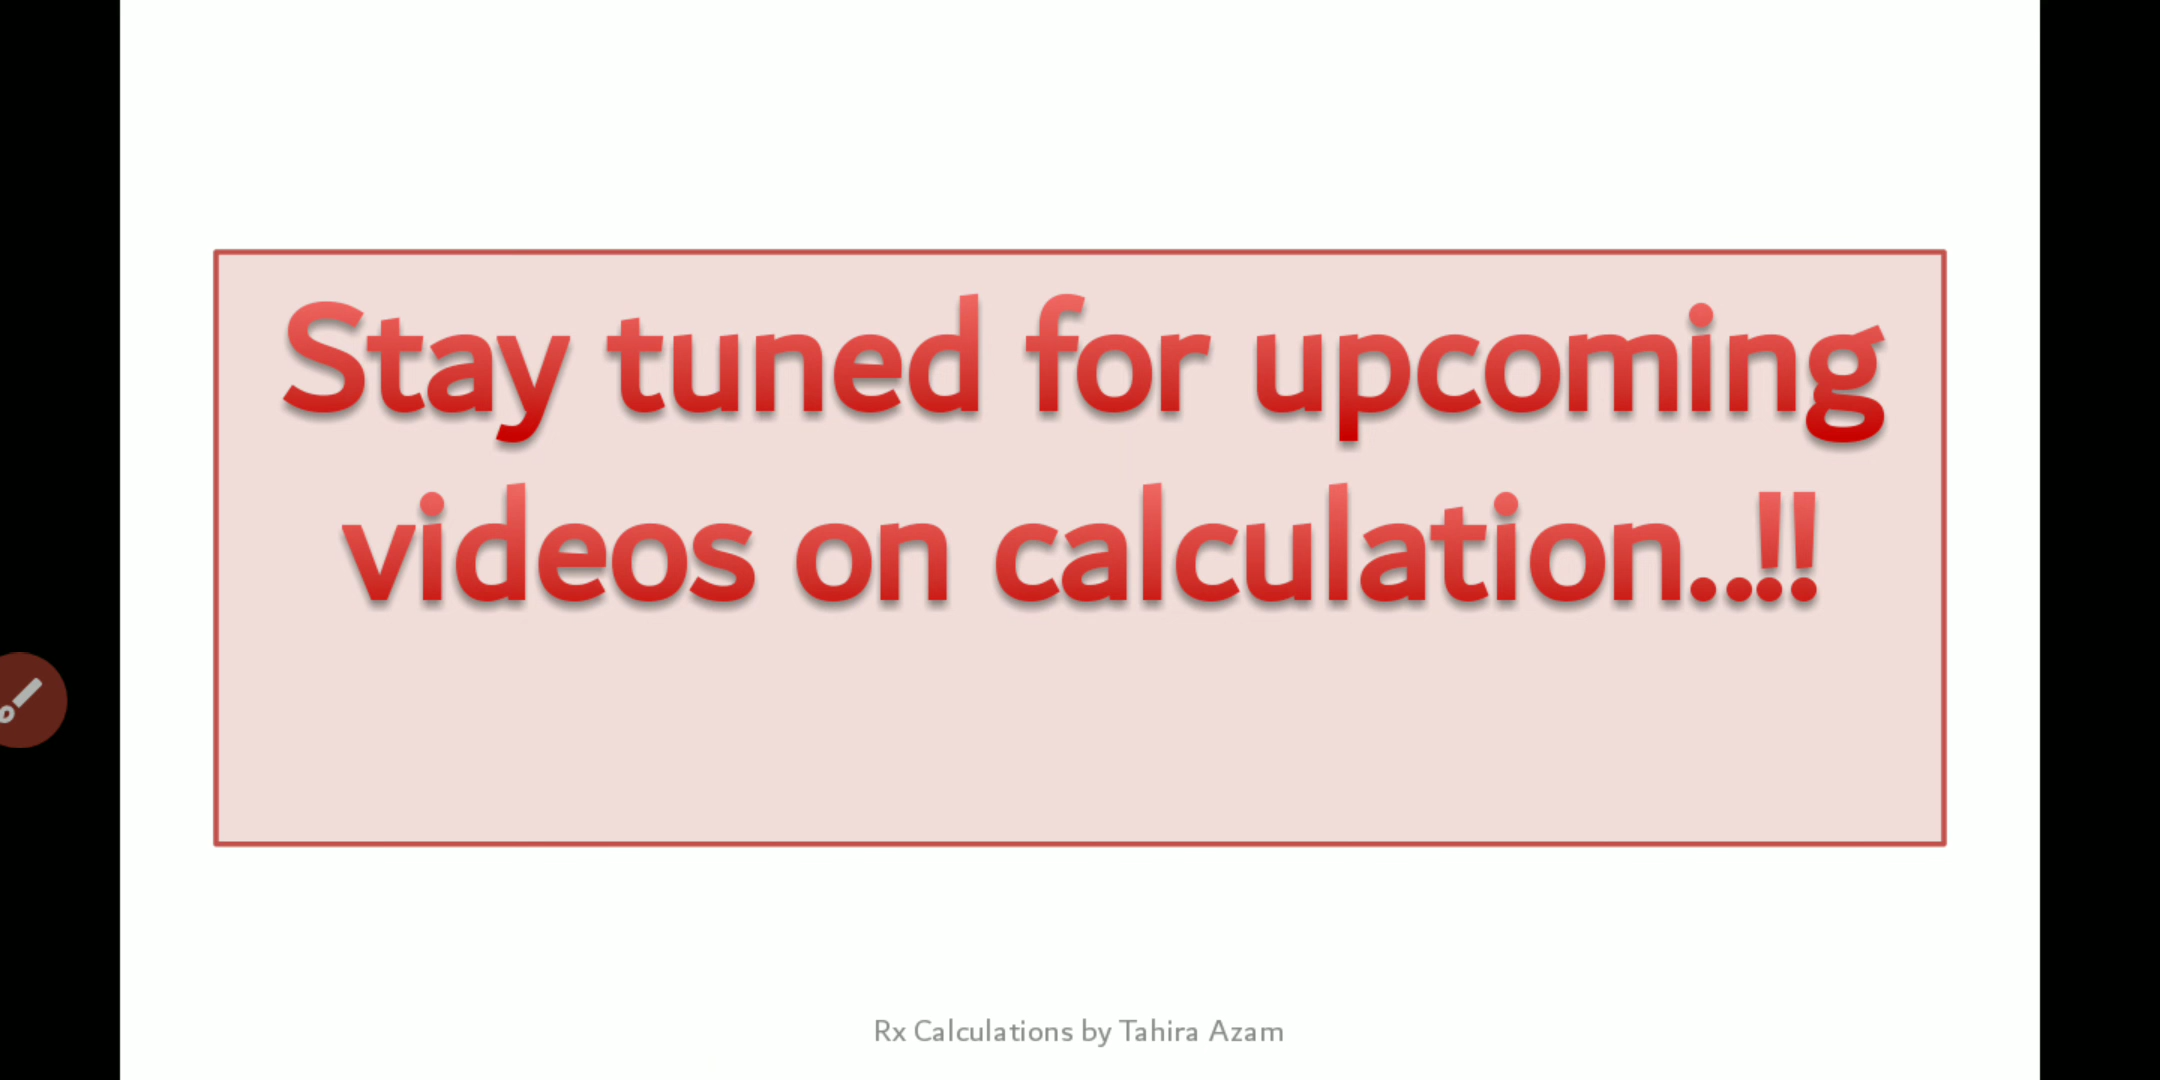 Stay tuned for upcoming
videos on calculation..!!
Rx Calculations by Tahira Azam